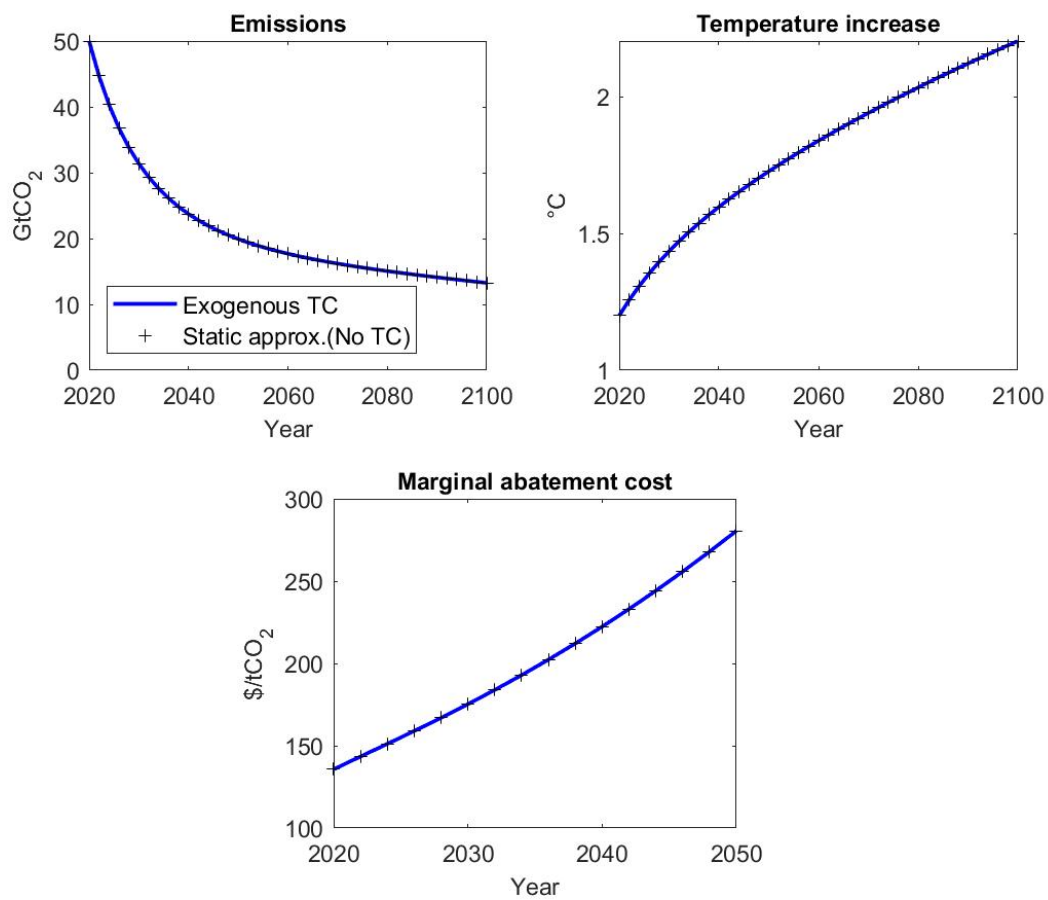 Emissions
50
40
30
20
10
0
GtCO₂
Exogenous TC
Static approx.(No TC)
2020 2040 2060 2080 2100
Year
Temperature increase
2
1.5
1
°C
2020 2040 2060 2080 2100
Year
Marginal abatement cost
300
250
200
150
100
$/tCO₂
2020 2030 2040 2050
Year